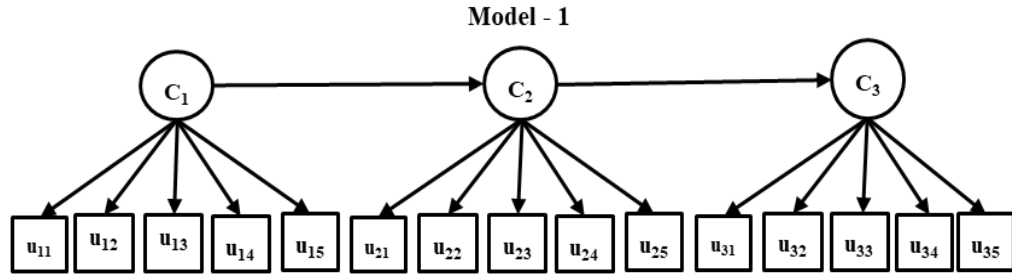 Model - 1
C₁ C₂ C₃
u₁₁ u₁₂ u₁₃ u₁₄ u₁₅ u₂₁ u₂₂ u₂₃ u₂₄ u₂₅ u₃₁ u₃₂ u₃₃ u₃₄ u₃₅